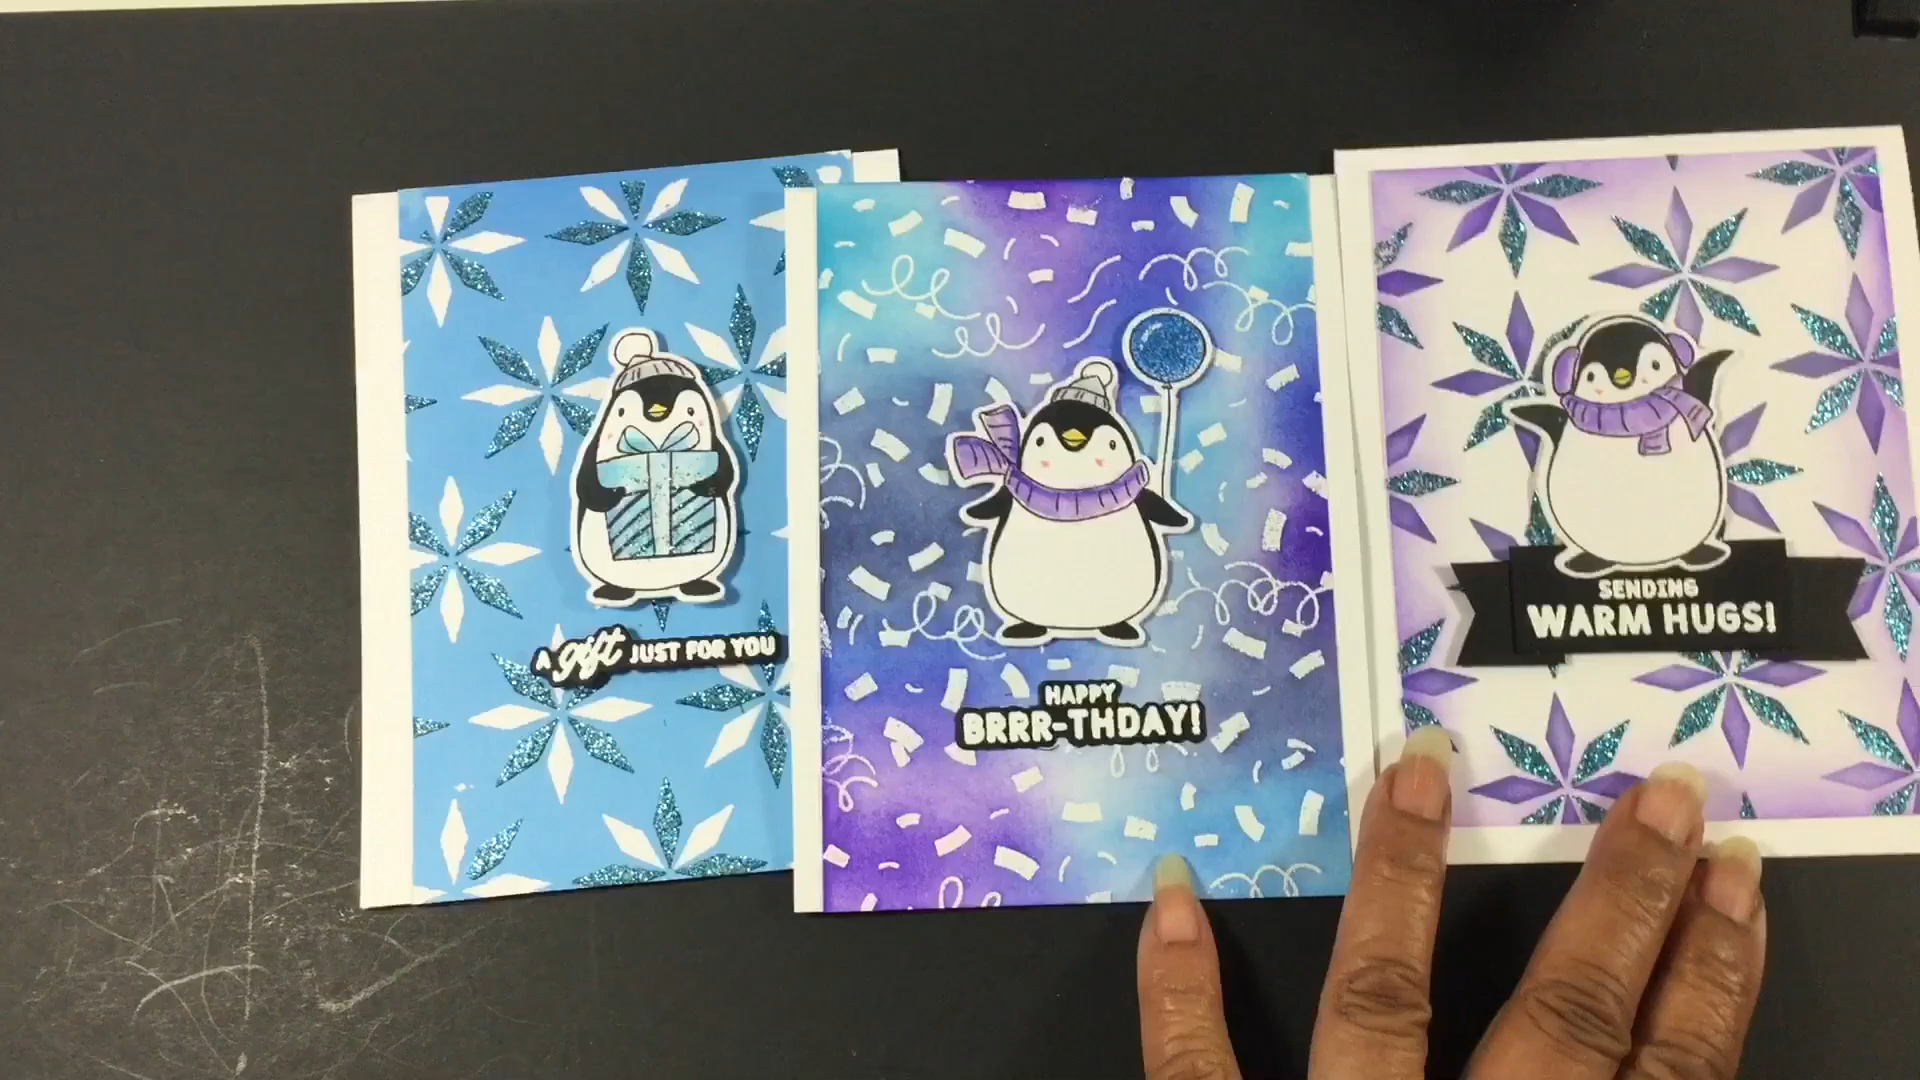 A gift JUST FOR YOU
HAPPY
BRRR-THDAY!
SENDING
WARM HUGS!